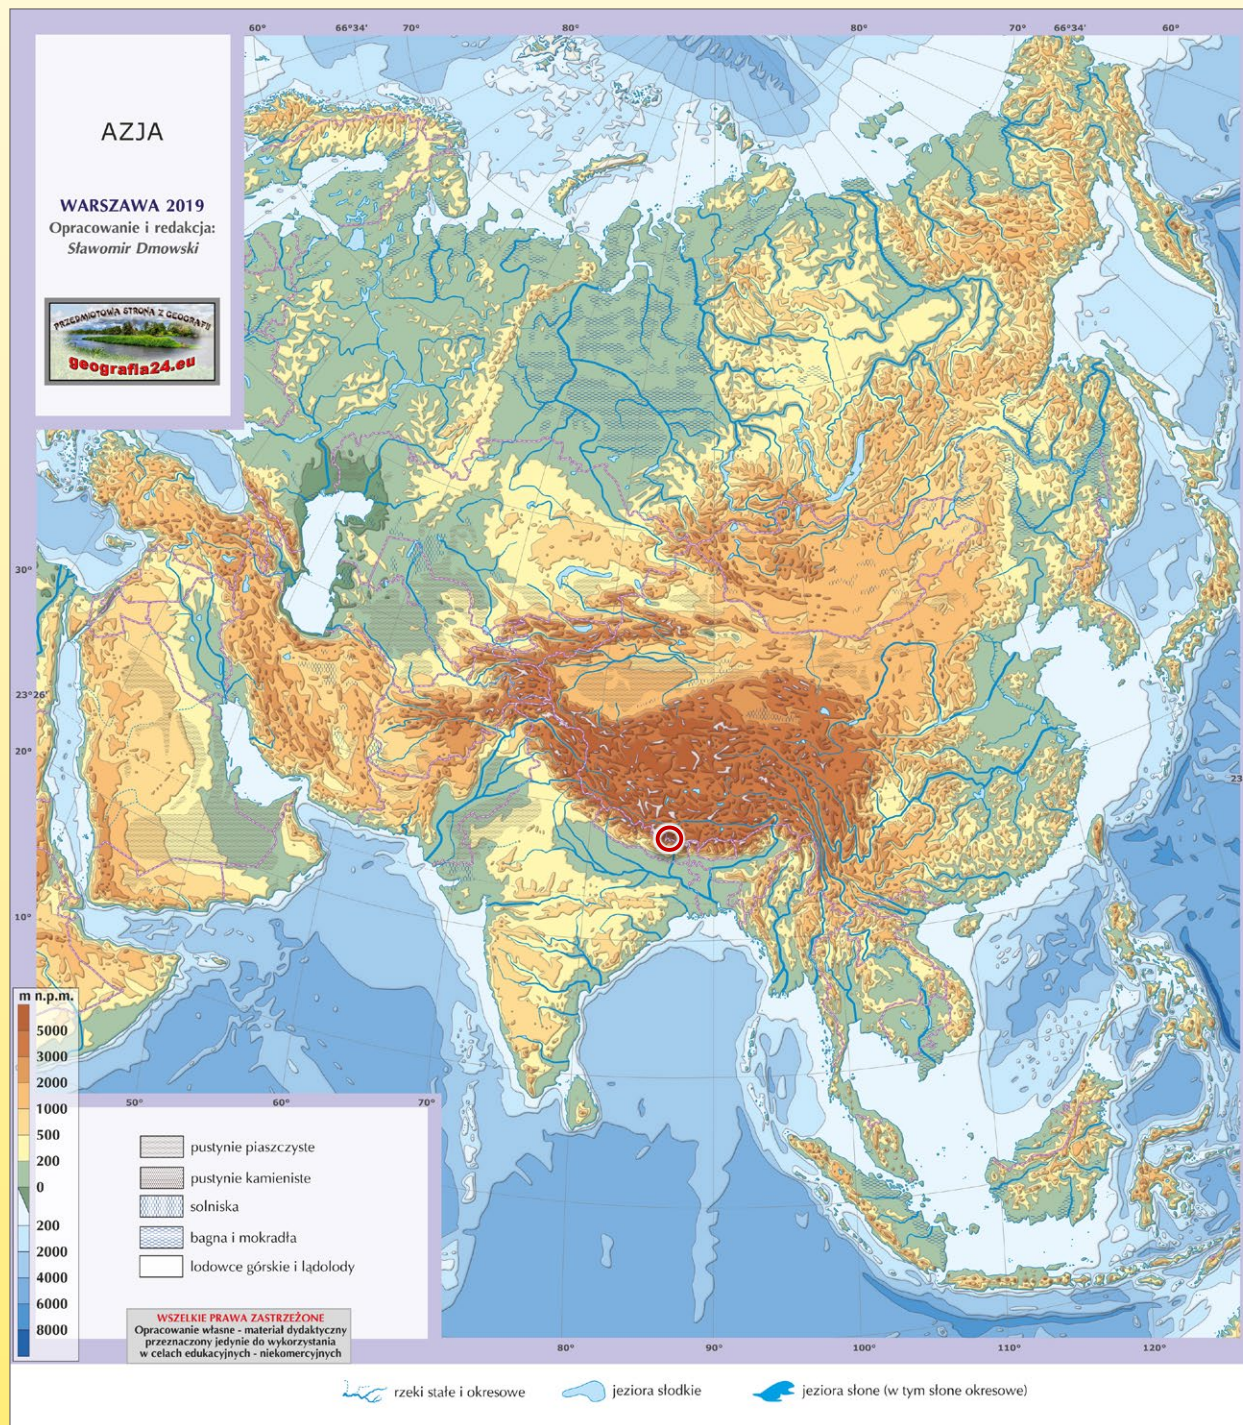 60° 66°34' 70° 80° 80° 70° 66°34' 60°
AZJA
WARSZAWA 2019
Opracowanie i redakcja:
Sławomir Dmowski
PRZEDMIOTOWA STRONA Z GEOGRAFII
geografia24.eu
30°
23°26'
20°
23
10°
m n.p.m.
5000
3000
2000
1000
500
200
0
200
2000
4000
6000
8000
50° 60° 70°
pustynie piaszczyste
pustynie kamieniste
solniska
bagna i mokradła
lodowce górskie i lądolody
WSZELKIE PRAWA ZASTRZEŻONE
Opracowanie własne - materiał dydaktyczny
przeznaczony jedynie do wykorzystania
w celach edukacyjnych - niekomercyjnych
80° 90° 100° 110° 120°
rzeki stałe i okresowe jeziora słodkie jeziora słone (w tym słone okresowe)